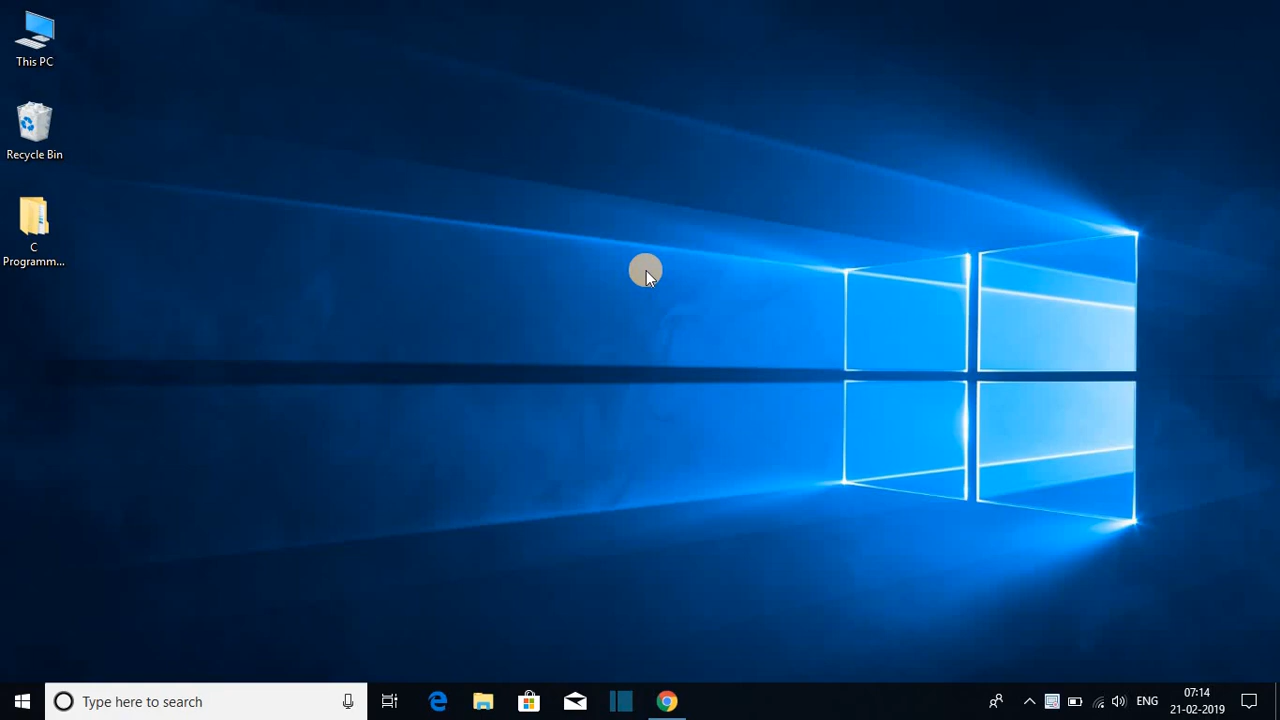 This PC
Recycle Bin
C
Programm...
Type here to search
ENG
07:14
21-02-2019